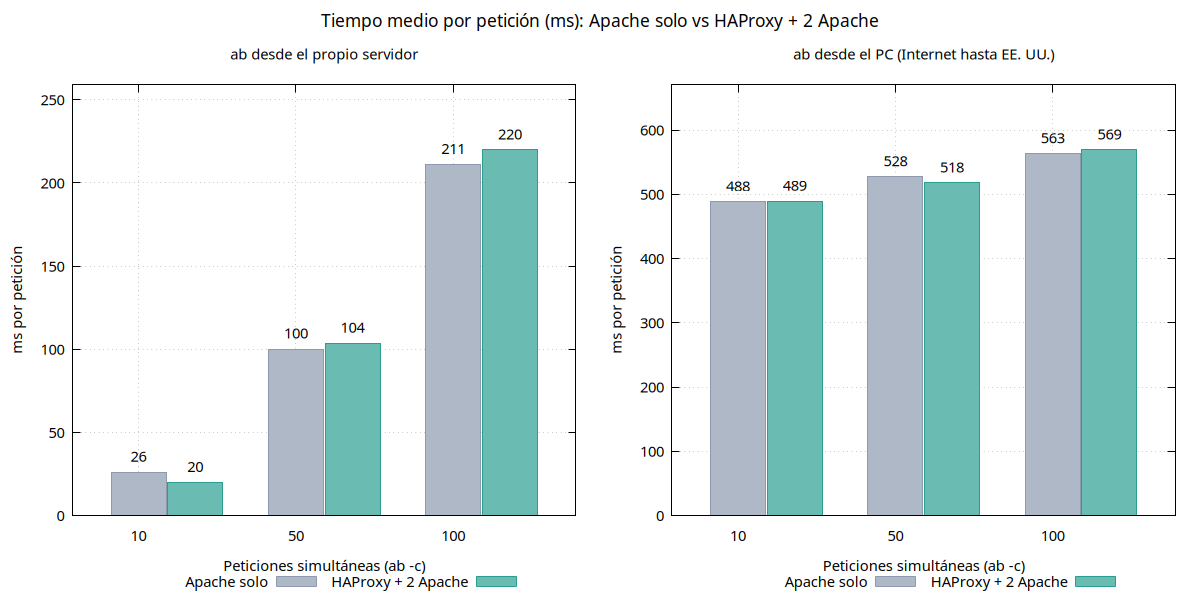 Tiempo medio por petición (ms): Apache solo vs HAProxy + 2 Apache
ab desde el propio servidor
250
200
150
100
50
0
ms por petición
26
20
100
104
211
220
10
50
100
Peticiones simultáneas (ab -c)
Apache solo
HAProxy + 2 Apache
ab desde el PC (Internet hasta EE. UU.)
600
500
400
300
200
100
0
ms por petición
488
489
528
518
563
569
10
50
100
Peticiones simultáneas (ab -c)
Apache solo
HAProxy + 2 Apache